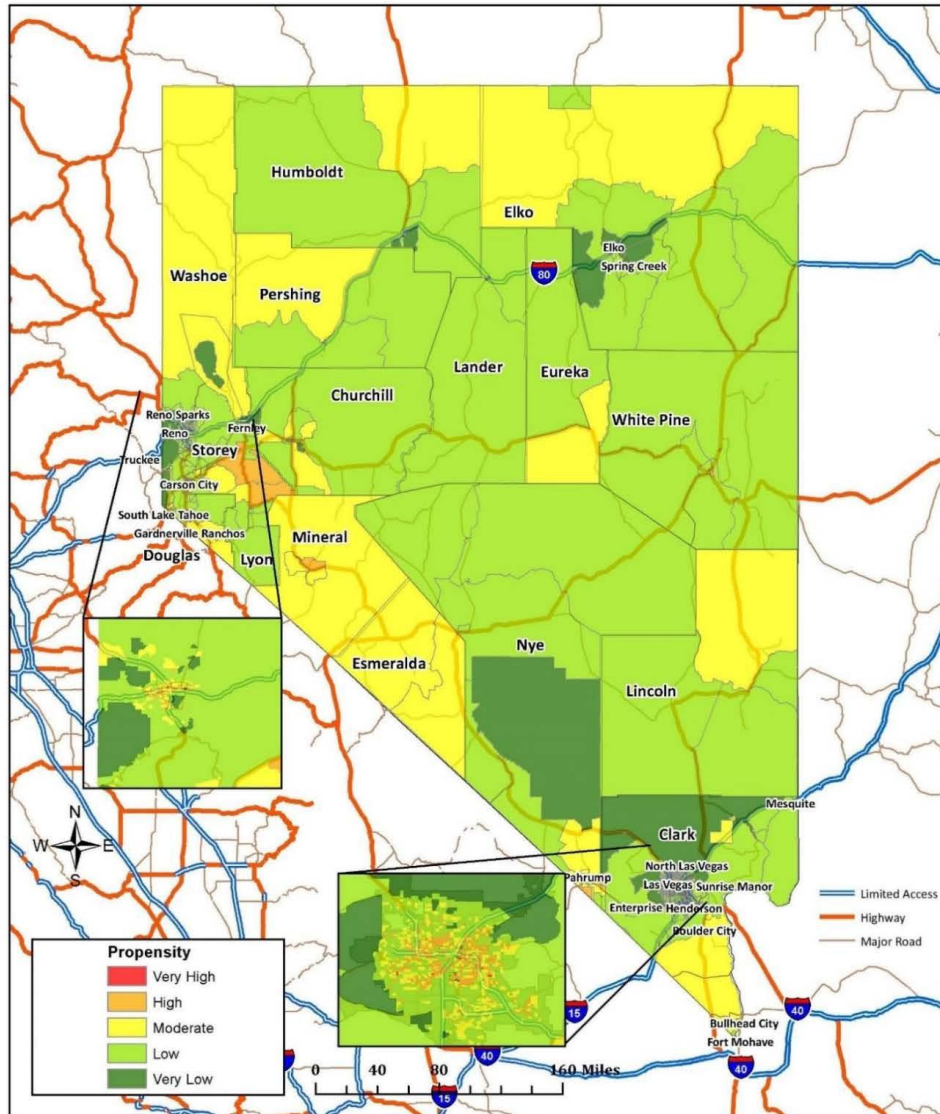 Humboldt
Elko
Washoe
Elko
Spring Creek
80
Pershing
Lander
Eureka
Churchill
White Pine
Reno Sparks
Reno
Fernley
Storey
Truckee
Carson City
South Lake Tahoe
Gardnerville Ranchos
Mineral
Douglas
Lyon
Nye
Esmeralda
Lincoln
Mesquite
Clark
North Las Vegas
Pahrump
Las Vegas
Sunrise Manor
Enterprise
Henderson
Boulder City
N
W
E
S
Limited Access
Highway
Major Road
Propensity
Very High
High
Moderate
Low
Very Low
15
40
Bullhead City
Fort Mohave
40
40
15
0 40 80 160 Miles